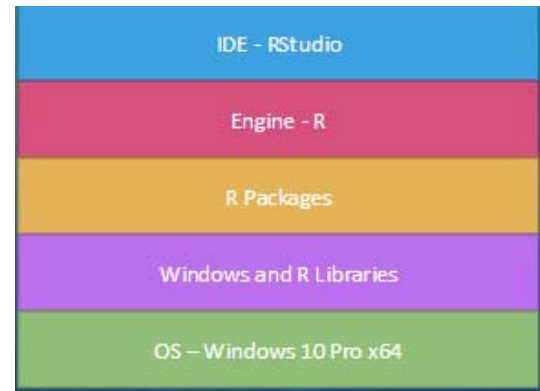 IDE - RStudio
Engine - R
R Packages
Windows and R Libraries
OS – Windows 10 Pro x64